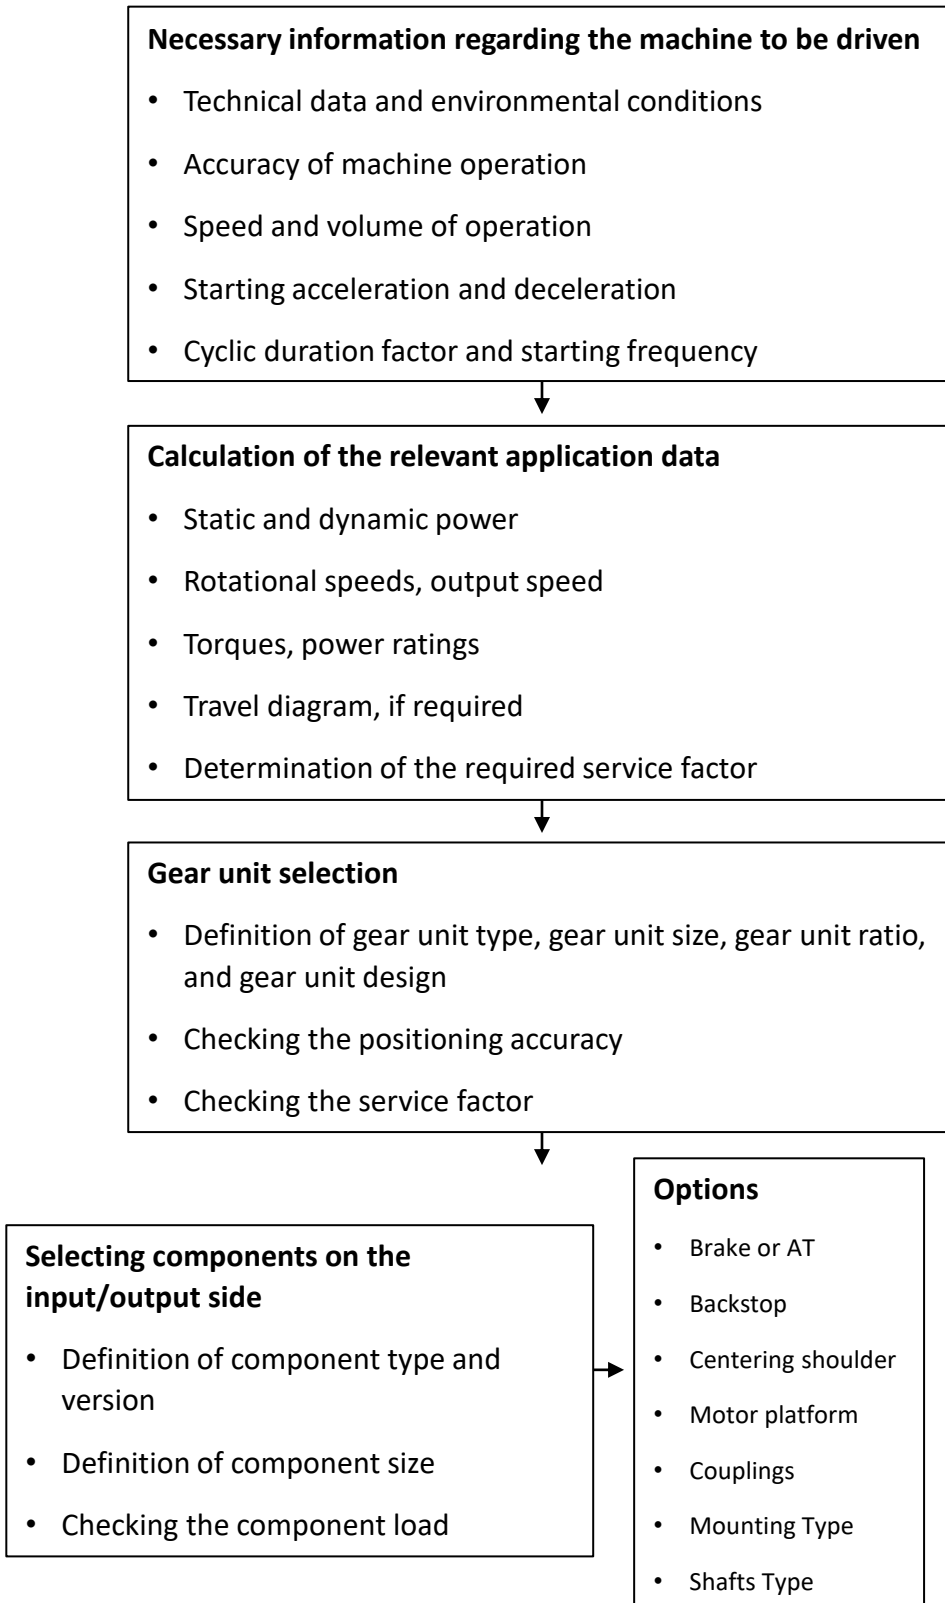 Necessary information regarding the machine to be driven
• Technical data and environmental conditions
• Accuracy of machine operation
• Speed and volume of operation
• Starting acceleration and deceleration
• Cyclic duration factor and starting frequency
Calculation of the relevant application data
• Static and dynamic power
• Rotational speeds, output speed
• Torques, power ratings
• Travel diagram, if required
• Determination of the required service factor
Gear unit selection
• Definition of gear unit type, gear unit size, gear unit ratio,
and gear unit design
• Checking the positioning accuracy
• Checking the service factor
Selecting components on the
input/output side
• Definition of component type and
version
• Definition of component size
• Checking the component load
Options
• Brake or AT
• Backstop
• Centering shoulder
• Motor platform
• Couplings
• Mounting Type
• Shafts Type